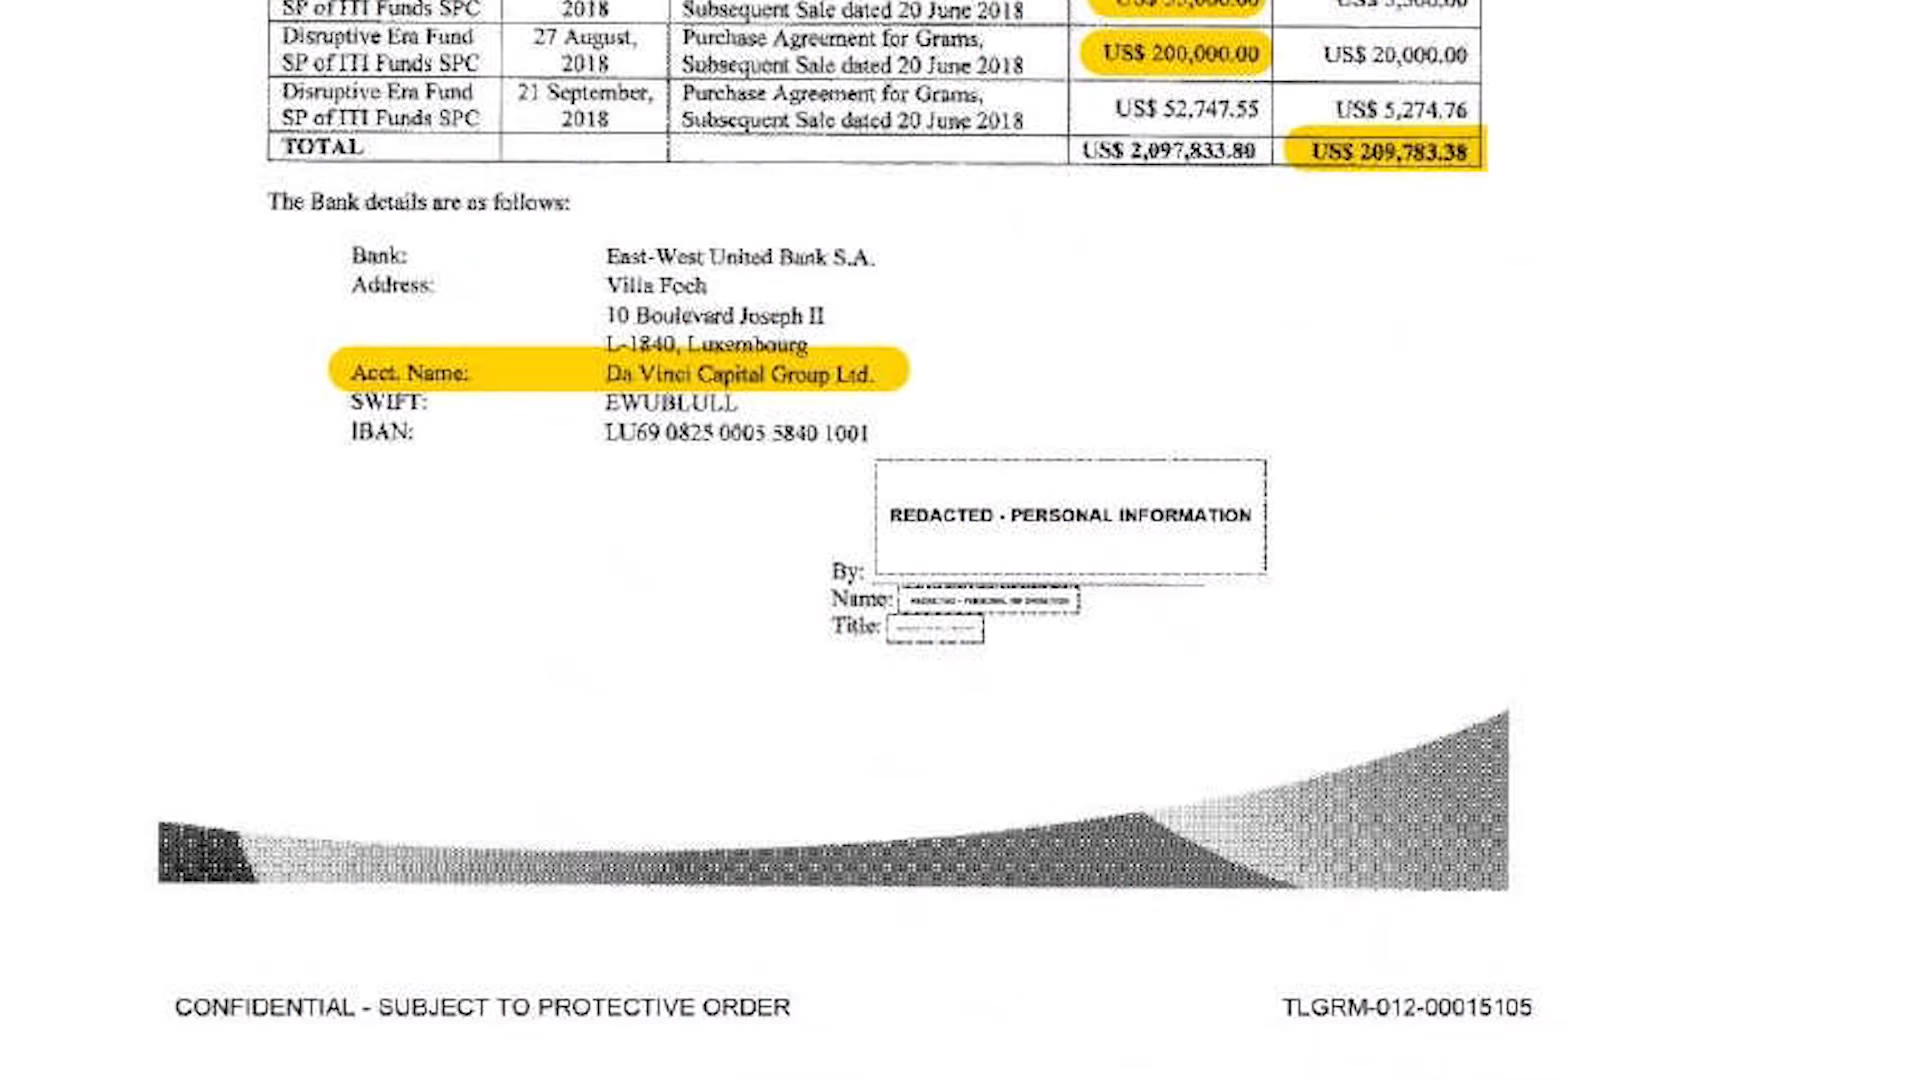 SP of ITI Funds SPC 2018 Subsequent Sale dated 20 June 2018
Disruptive Era Fund 27 August, Purchase Agreement for Grams, US$ 200,000.00 US$ 20,000.00
SP of ITI Funds SPC 2018 Subsequent Sale dated 20 June 2018
Disruptive Era Fund 21 September, Purchase Agreement for Grams, US$ 52,747.55 US$ 5,274.76
SP of ITI Funds SPC 2018 Subsequent Sale dated 20 June 2018
TOTAL US$ 2,097,833.80 US$ 209,783.38
The Bank details are as follows:
Bank: East-West United Bank S.A.
Address: Villa Foch
10 Boulevard Joseph II
L-1840, Luxembourg
Acct. Name: Da Vinci Capital Group Ltd.
SWIFT: EWUBLULL
IBAN: LU69 0825 0005 5840 1001
REDACTED - PERSONAL INFORMATION
By:
Name: REDACTED - PERSONAL INFORMATION
Title:
CONFIDENTIAL - SUBJECT TO PROTECTIVE ORDER
TLGRM-012-00015105